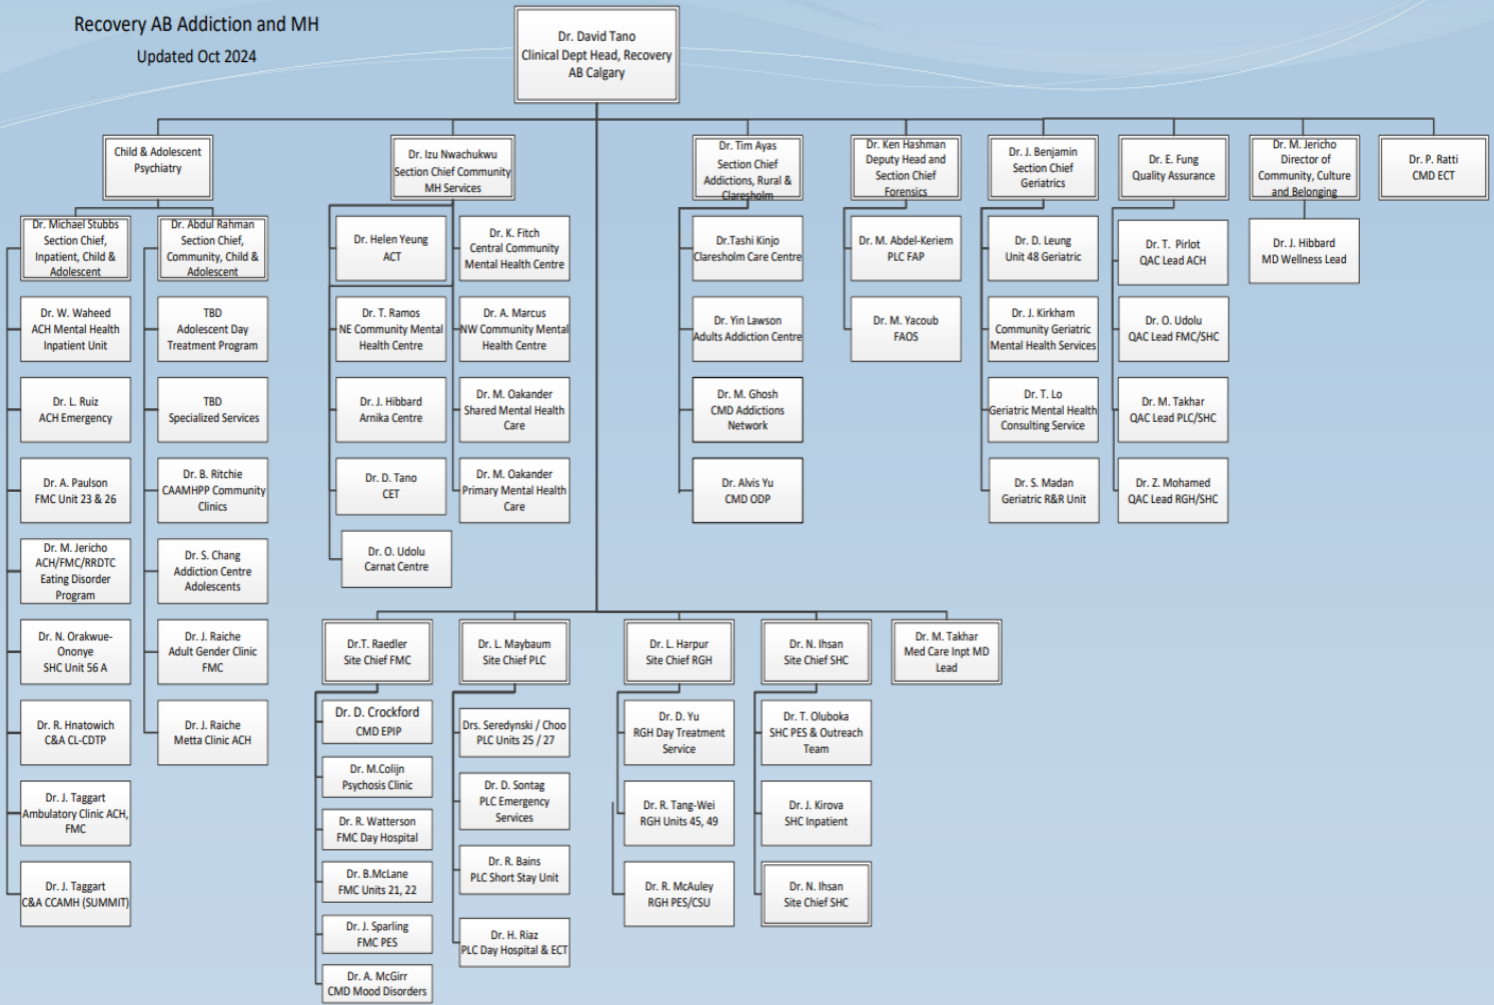 Recovery AB Addiction and MH
Updated Oct 2024
Dr. David Tano
Clinical Dept Head, Recovery
AB Calgary
Child & Adolescent
Psychiatry
Dr. Izu Nwachukwu
Section Chief Community
MH Services
Dr. Tim Ayas
Section Chief
Addictions, Rural &
Claresholm
Dr. Ken Hashman
Deputy Head and
Section Chief
Forensics
Dr. J. Benjamin
Section Chief
Geriatrics
Dr. E. Fung
Quality Assurance
Dr. M. Jericho
Director of
Community, Culture
and Belonging
Dr. P. Ratti
CMD ECT
Dr. Michael Stubbs
Section Chief,
Inpatient, Child &
Adolescent
Dr. W. Waheed
ACH Mental Health
Inpatient Unit
Dr. L. Ruiz
ACH Emergency
Dr. A. Paulson
FMC Unit 23 & 26
Dr. M. Jericho
ACH/FMC/RRDTC
Eating Disorder
Program
Dr. N. Orakwue-
Ononye
SHC Unit 56 A
Dr. R. Hnatowich
C&A CL-CDTP
Dr. J. Taggart
Ambulatory Clinic ACH,
FMC
Dr. J. Taggart
C&A CCAMH (SUMMIT)
Dr. Abdul Rahman
Section Chief,
Community, Child &
Adolescent
TBD
Adolescent Day
Treatment Program
TBD
Specialized Services
Dr. B. Ritchie
CAAMHPP Community
Clinics
Dr. S. Chang
Addiction Centre
Adolescents
Dr. J. Raiche
Adult Gender Clinic
FMC
Dr. J. Raiche
Metta Clinic ACH
Dr. Helen Yeung
ACT
Dr. T. Ramos
NE Community Mental
Health Centre
Dr. J. Hibbard
Arnika Centre
Dr. D. Tano
CET
Dr. O. Udolu
Carnat Centre
Dr. K. Fitch
Central Community
Mental Health Centre
Dr. A. Marcus
NW Community Mental
Health Centre
Dr. M. Oakander
Shared Mental Health
Care
Dr. M. Oakander
Primary Mental Health
Care
Dr.Tashi Kinjo
Claresholm Care Centre
Dr. Yin Lawson
Adults Addiction Centre
Dr. M. Ghosh
CMD Addictions
Network
Dr. Alvis Yu
CMD ODP
Dr. M. Abdel-Keriem
PLC FAP
Dr. M. Yacoub
FAOS
Dr. D. Leung
Unit 48 Geriatric
Dr. J. Kirkham
Community Geriatric
Mental Health Services
Dr. T. Lo
Geriatric Mental Health
Consulting Service
Dr. S. Madan
Geriatric R&R Unit
Dr. T. Pirlot
QAC Lead ACH
Dr. O. Udolu
QAC Lead FMC/SHC
Dr. M. Takhar
QAC Lead PLC/SHC
Dr. Z. Mohamed
QAC Lead RGH/SHC
Dr. J. Hibbard
MD Wellness Lead
Dr.T. Raedler
Site Chief FMC
Dr. D. Crockford
CMD EPIP
Dr. M.Colijn
Psychosis Clinic
Dr. R. Watterson
FMC Day Hospital
Dr. B.McLane
FMC Units 21, 22
Dr. J. Sparling
FMC PES
Dr. A. McGirr
CMD Mood Disorders
Dr. L. Maybaum
Site Chief PLC
Drs. Seredynski / Choo
PLC Units 25 / 27
Dr. D. Sontag
PLC Emergency
Services
Dr. R. Bains
PLC Short Stay Unit
Dr. H. Riaz
PLC Day Hospital & ECT
Dr. L. Harpur
Site Chief RGH
Dr. D. Yu
RGH Day Treatment
Service
Dr. R. Tang-Wei
RGH Units 45, 49
Dr. R. McAuley
RGH PES/CSU
Dr. N. Ihsan
Site Chief SHC
Dr. T. Oluboka
SHC PES & Outreach
Team
Dr. J. Kirova
SHC Inpatient
Dr. N. Ihsan
Site Chief SHC
Dr. M. Takhar
Med Care Inpt MD
Lead